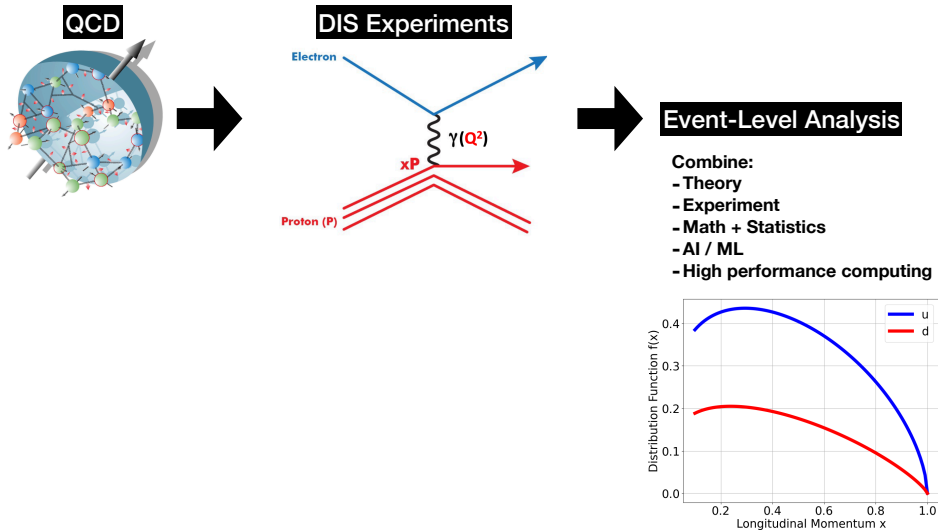 QCD
DIS Experiments
Electron
γ(Q²)
xP
Proton (P)
Event-Level Analysis
Combine:
- Theory
- Experiment
- Math + Statistics
- AI / ML
- High performance computing
u
d
0.4
0.3
0.2
0.1
0.0
Distribution Function f(x)
0.2
0.4
0.6
0.8
1.0
Longitudinal Momentum x